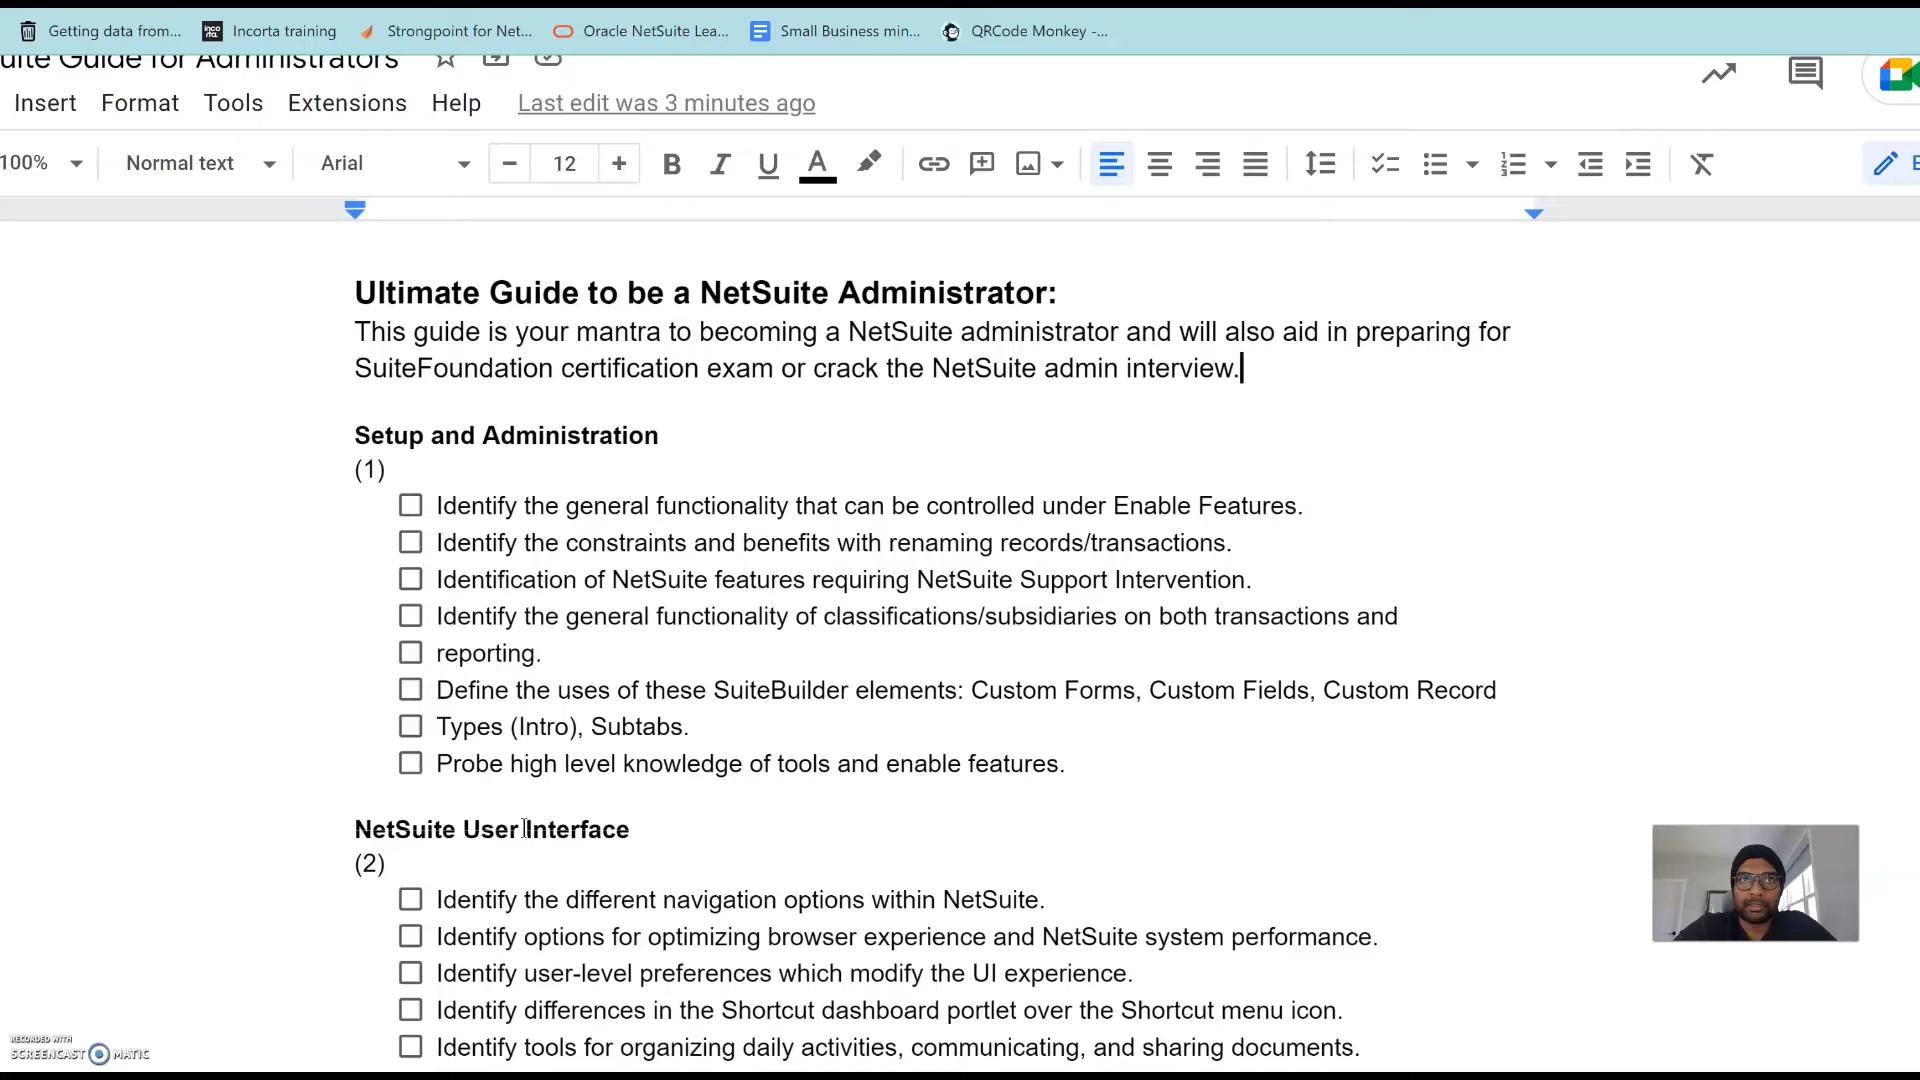 Getting data from... Incorta training Strongpoint for Net... Oracle NetSuite Lea... Small Business min... QRCode Monkey -...
uite Guide for Administrators
Insert Format Tools Extensions Help Last edit was 3 minutes ago
100% Normal text Arial 12
Ultimate Guide to be a NetSuite Administrator:
This guide is your mantra to becoming a NetSuite administrator and will also aid in preparing for
SuiteFoundation certification exam or crack the NetSuite admin interview.
Setup and Administration
(1)
Identify the general functionality that can be controlled under Enable Features.
Identify the constraints and benefits with renaming records/transactions.
Identification of NetSuite features requiring NetSuite Support Intervention.
Identify the general functionality of classifications/subsidiaries on both transactions and
reporting.
Define the uses of these SuiteBuilder elements: Custom Forms, Custom Fields, Custom Record
Types (Intro), Subtabs.
Probe high level knowledge of tools and enable features.
NetSuite User Interface
(2)
Identify the different navigation options within NetSuite.
Identify options for optimizing browser experience and NetSuite system performance.
Identify user-level preferences which modify the UI experience.
Identify differences in the Shortcut dashboard portlet over the Shortcut menu icon.
Identify tools for organizing daily activities, communicating, and sharing documents.
RECORDED WITH
SCREENCAST MATIC